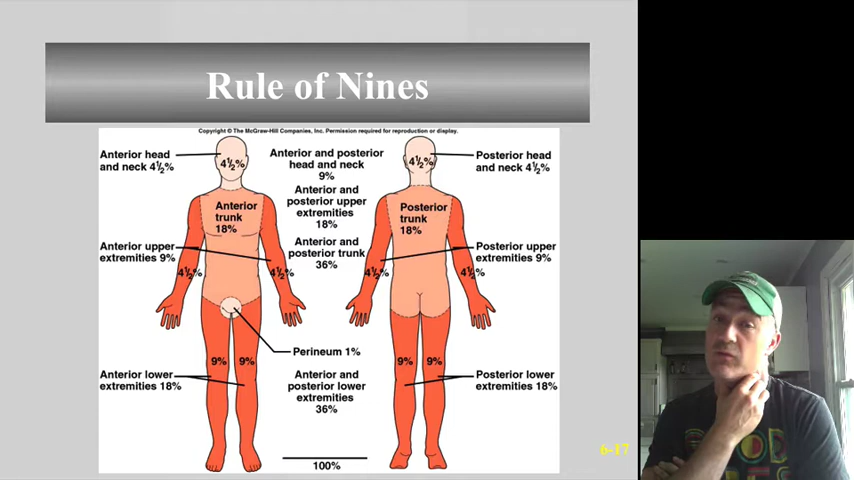 Rule of Nines
Copyright © The McGraw-Hill Companies, Inc. Permission required for reproduction or display.
Anterior head
and neck 4½%
4½%
Anterior and posterior
head and neck
9%
4½%
Posterior head
and neck 4½%
Anterior
trunk
18%
Anterior and
posterior upper
extremities
18%
Posterior
trunk
18%
Anterior upper
extremities 9%
4½%
4½%
Anterior and
posterior trunk
36%
4½%
4½%
Posterior upper
extremities 9%
Perineum 1%
9%
9%
9%
9%
Anterior lower
extremities 18%
Anterior and
posterior lower
extremities
36%
Posterior lower
extremities 18%
100%
6-17